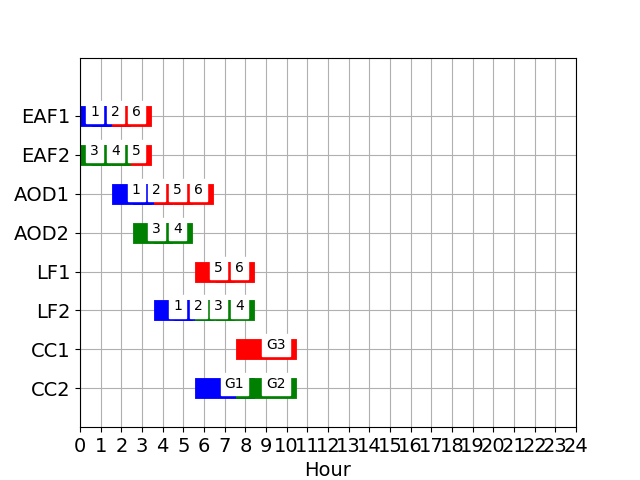 EAF1 1 2 6
EAF2 3 4 5
AOD1 1 2 5 6
AOD2 3 4
LF1 5 6
LF2 1 2 3 4
CC1 G3
CC2 G1 G2
0 1 2 3 4 5 6 7 8 9 10 11 12 13 14 15 16 17 18 19 20 21 22 23 24
Hour